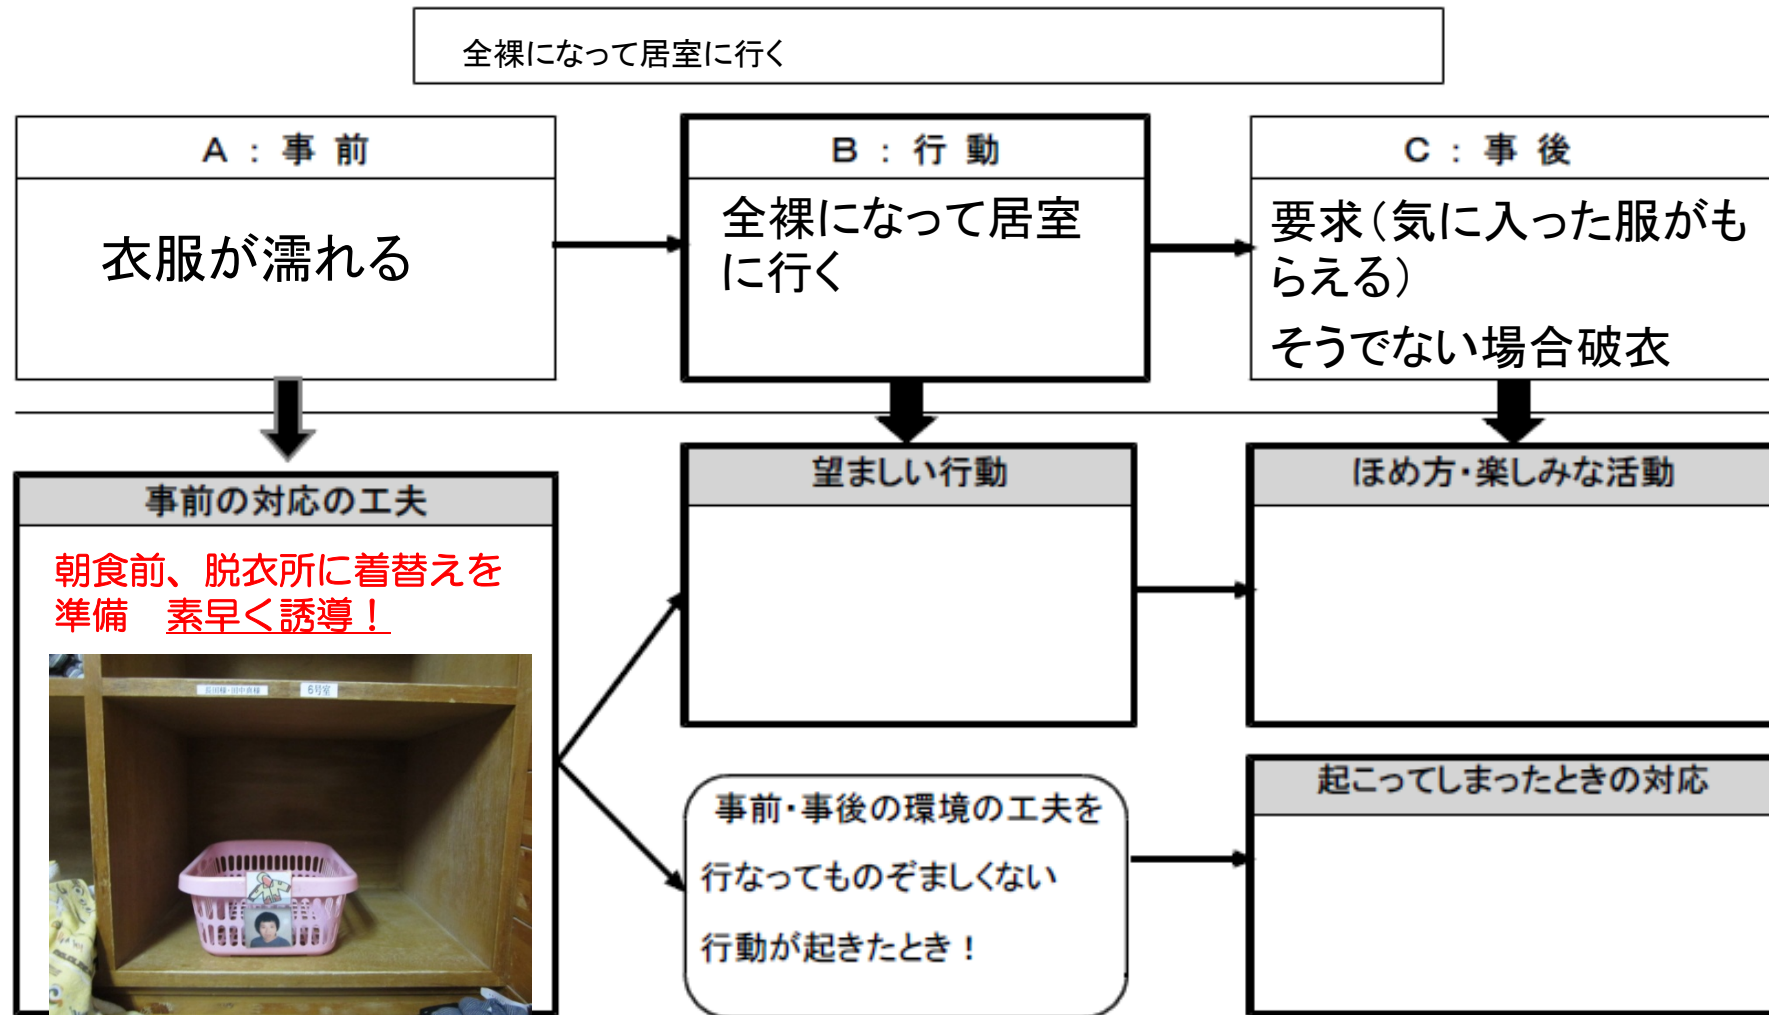 全裸になって居室に行く
A：事 前
衣服が濡れる
B：行 動
全裸になって居室
に行く
C：事 後
要求（気に入った服がも
らえる）
そうでない場合破衣
事前の対応の工夫
朝食前、脱衣所に着替えを
準備　素早く誘導！
6号室
望ましい行動
ほめ方・楽しみな活動
事前・事後の環境の工夫を
行なってものぞましくない
行動が起きたとき！
起こってしまったときの対応